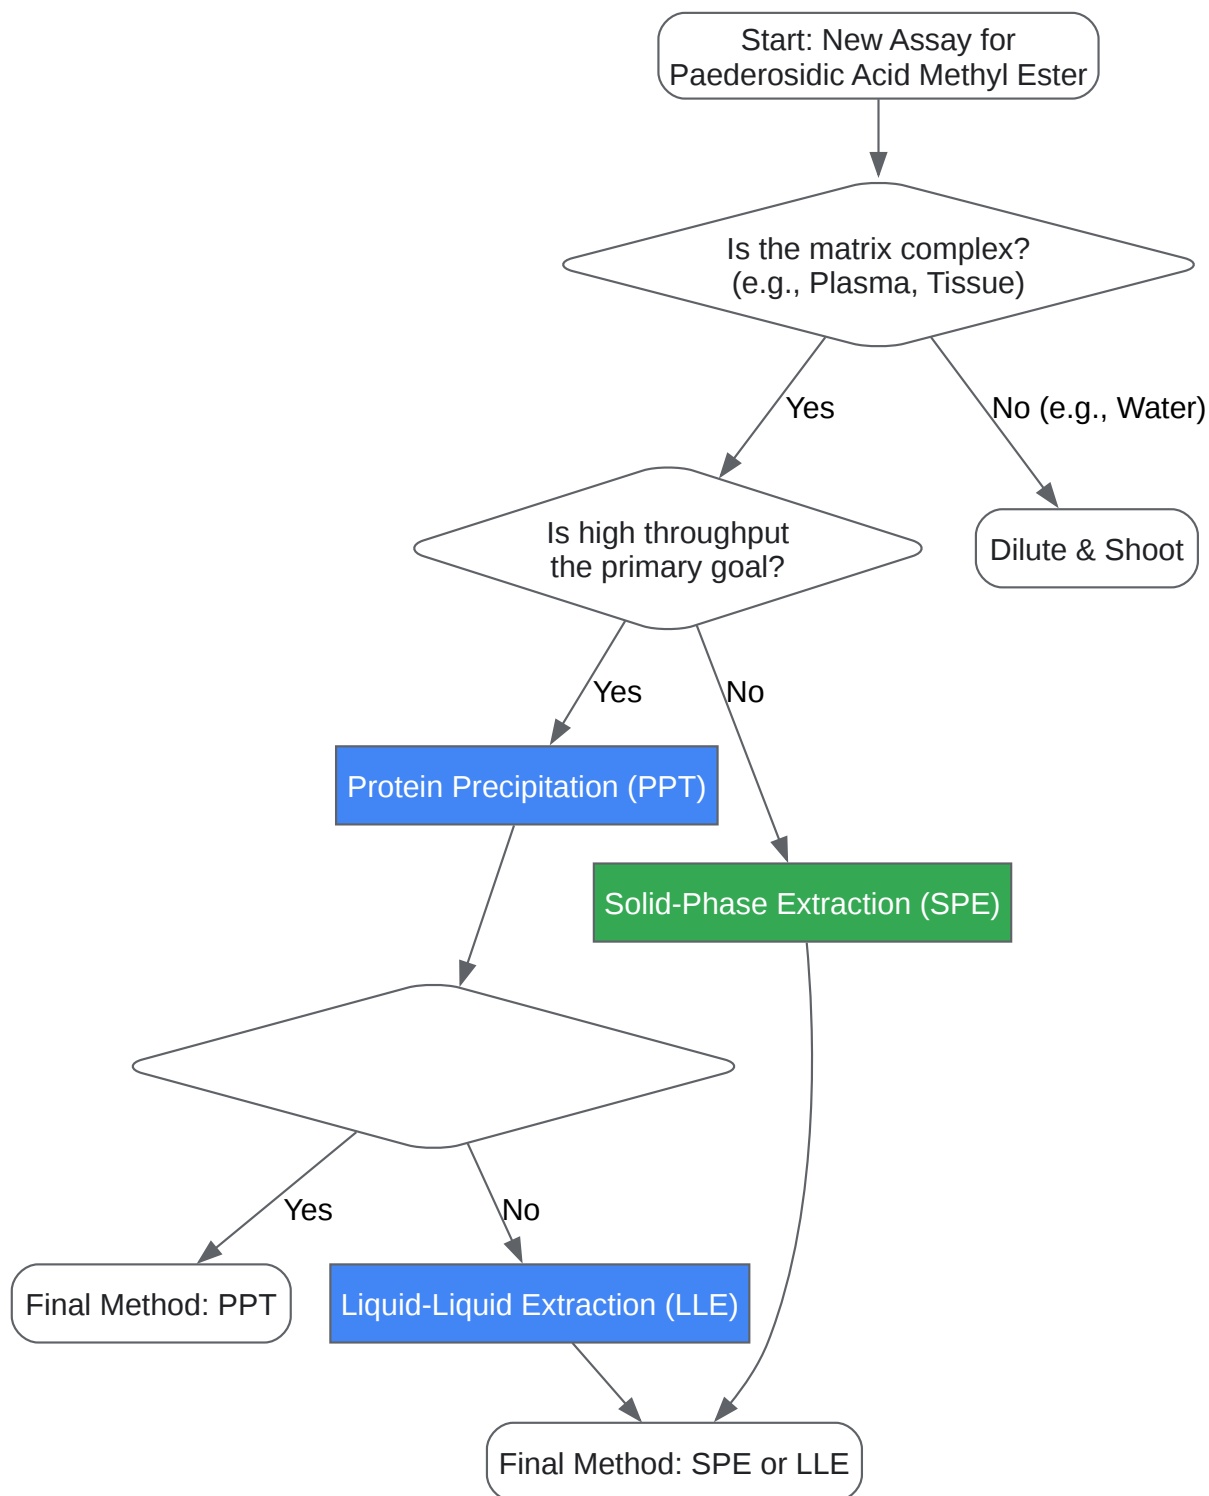 Start: New Assay for
Paederosidic Acid Methyl Ester
Is the matrix complex?
(e.g., Plasma, Tissue)
Yes
No (e.g., Water)
Is high throughput
the primary goal?
Dilute & Shoot
Yes
No
Protein Precipitation (PPT)
Solid-Phase Extraction (SPE)
Yes
No
Final Method: PPT
Liquid-Liquid Extraction (LLE)
Final Method: SPE or LLE